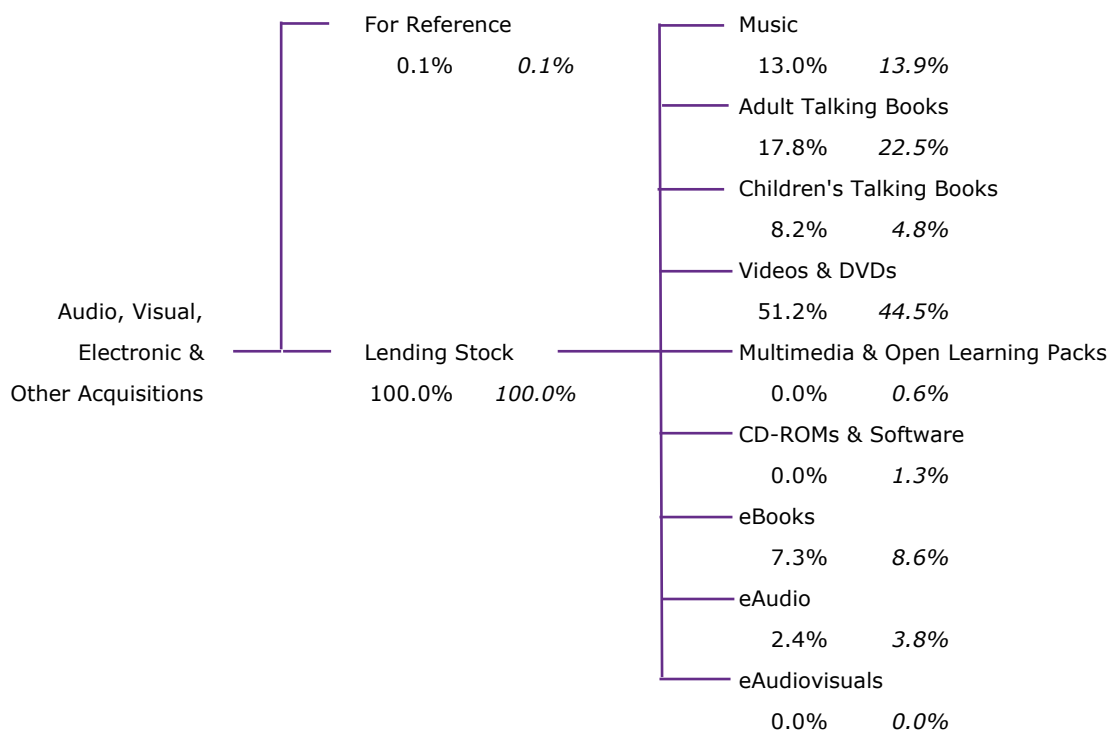 For Reference
0.1% 0.1%
Audio, Visual,
Electronic &
Other Acquisitions
Lending Stock
100.0% 100.0%
Music
13.0% 13.9%
Adult Talking Books
17.8% 22.5%
Children's Talking Books
8.2% 4.8%
Videos & DVDs
51.2% 44.5%
Multimedia & Open Learning Packs
0.0% 0.6%
CD-ROMs & Software
0.0% 1.3%
eBooks
7.3% 8.6%
eAudio
2.4% 3.8%
eAudiovisuals
0.0% 0.0%